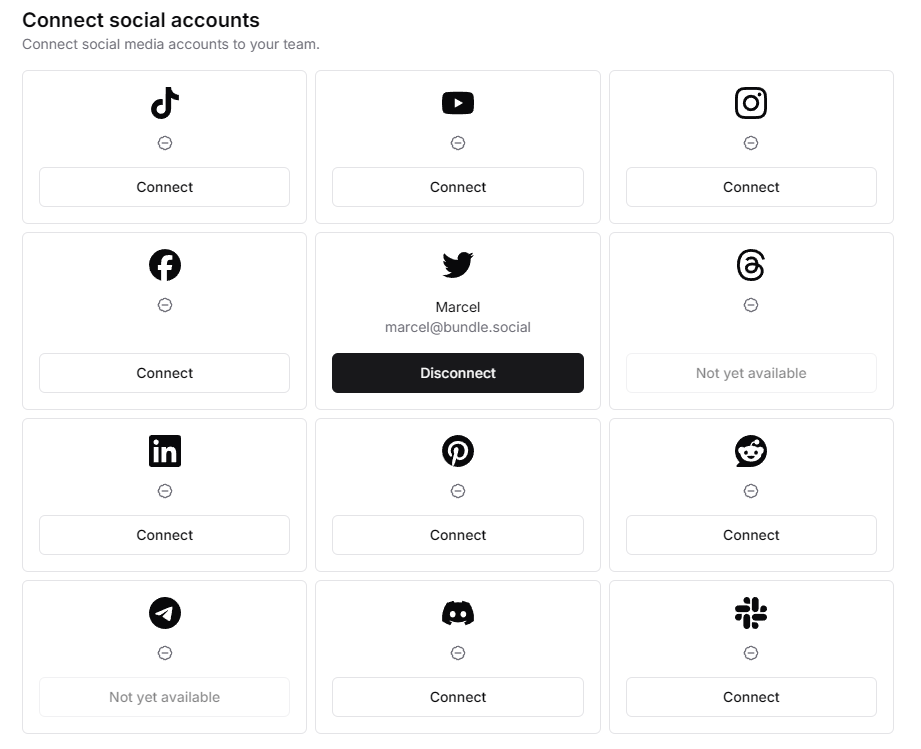 Connect social accounts
Connect social media accounts to your team.
Connect
Connect
Connect
Connect
Marcel
marcel@bundle.social
Disconnect
Not yet available
in
Connect
Connect
Connect
Not yet available
Connect
Connect